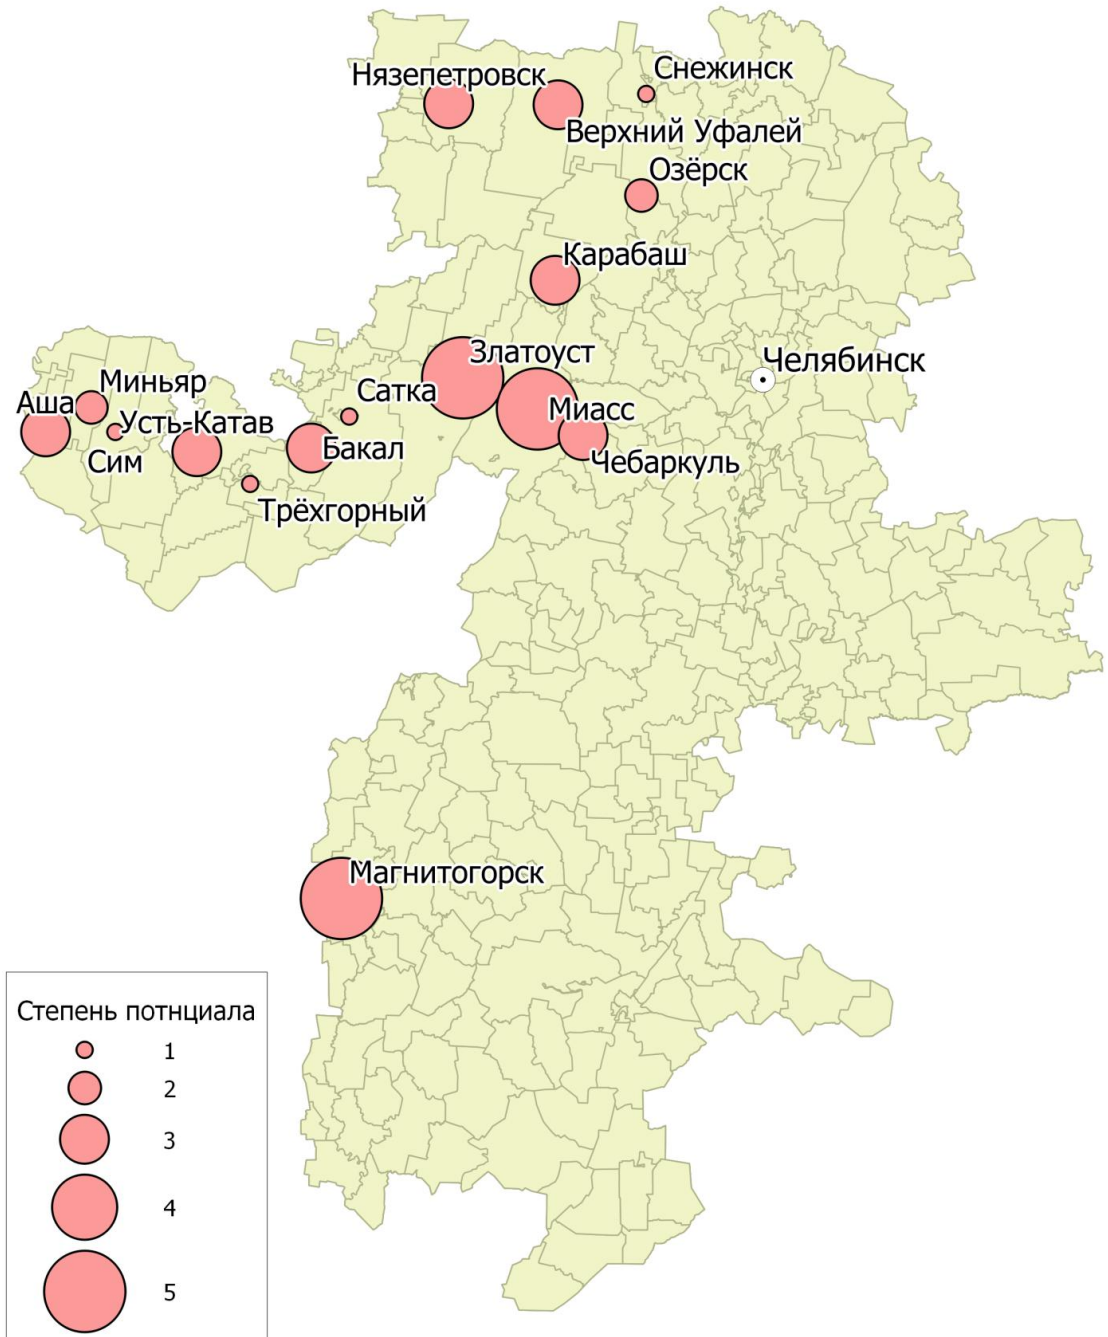 Снежинск
Нязепетровск
Верхний Уфалей
Озёрск
Карабаш
Златоуст
Челябинск
Миньяр
Сатка
Аша
Миасс
Усть-Катав
Бакал
Сим
Чебаркуль
Трёхгорный
Магнитогорск
Степень потнциала
1
2
3
4
5